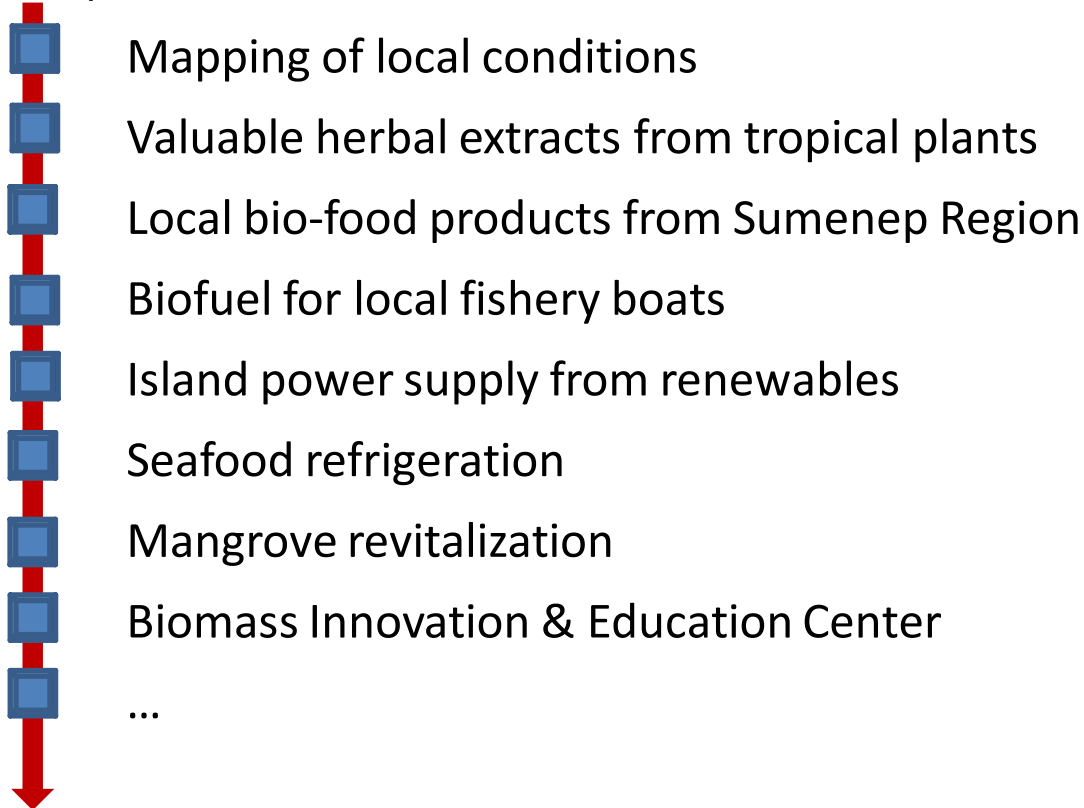 Mapping of local conditions
Valuable herbal extracts from tropical plants
Local bio-food products from Sumenep Region
Biofuel for local fishery boats
Island power supply from renewables
Seafood refrigeration
Mangrove revitalization
Biomass Innovation & Education Center
...